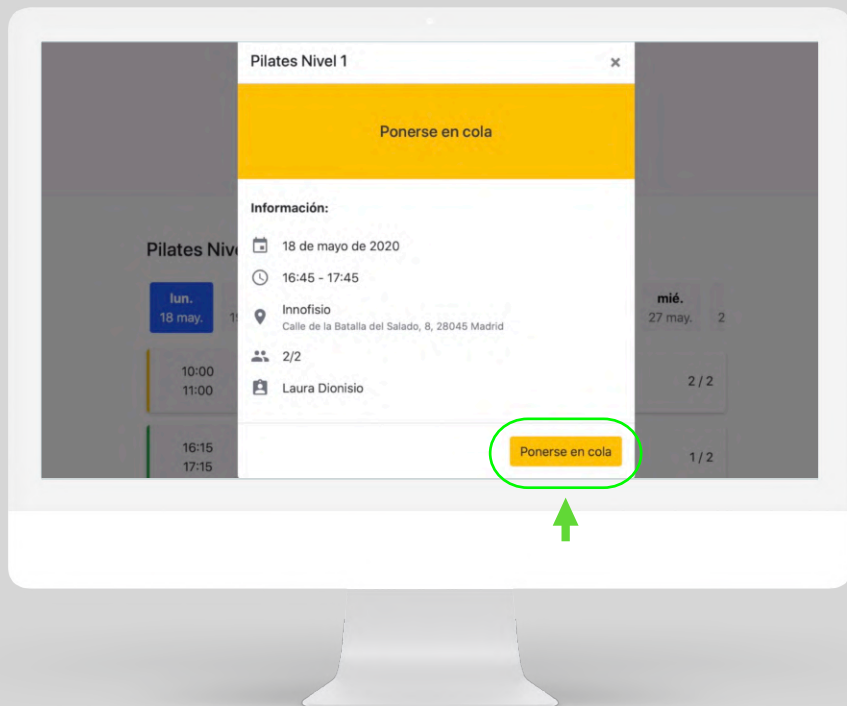 Pilates Nivel 1
×
Ponerse en cola
Información:
18 de mayo de 2020
16:45 - 17:45
Innofisio
Calle de la Batalla del Salado, 8, 28045 Madrid
2/2
Laura Dionisio
Ponerse en cola
Pilates Nive
lun.
18 may.
mié.
27 may.
2
10:00
11:00
2 / 2
16:15
17:15
1 / 2